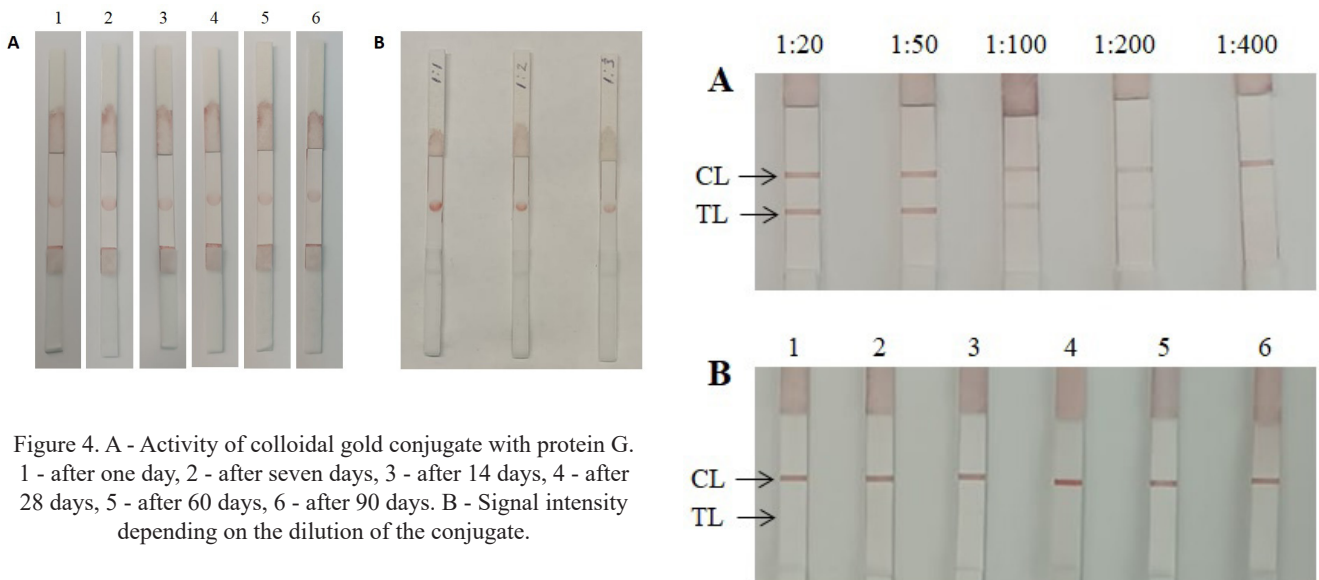 1 2 3 4 5 6
A
B
1:1 1:2 1:3
Figure 4. A - Activity of colloidal gold conjugate with protein G.
1 - after one day, 2 - after seven days, 3 - after 14 days, 4 - after
28 days, 5 - after 60 days, 6 - after 90 days. B - Signal intensity
depending on the dilution of the conjugate.
1:20 1:50 1:100 1:200 1:400
A
CL
TL
1 2 3 4 5 6
B
CL
TL